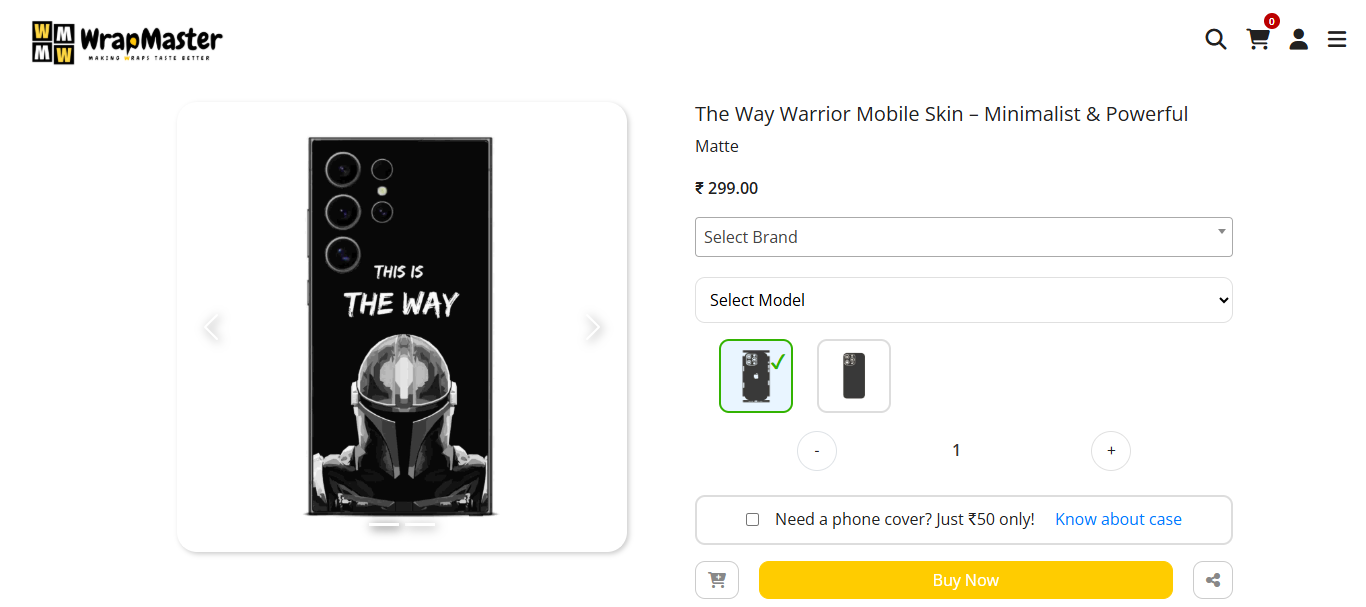 W M
M W
WrapMaster
MAKING WRAPS TASTE BETTER
0
THIS IS
THE WAY
The Way Warrior Mobile Skin – Minimalist & Powerful
Matte
₹ 299.00
Select Brand
Select Model
- 1 +
Need a phone cover? Just ₹50 only! Know about case
Buy Now